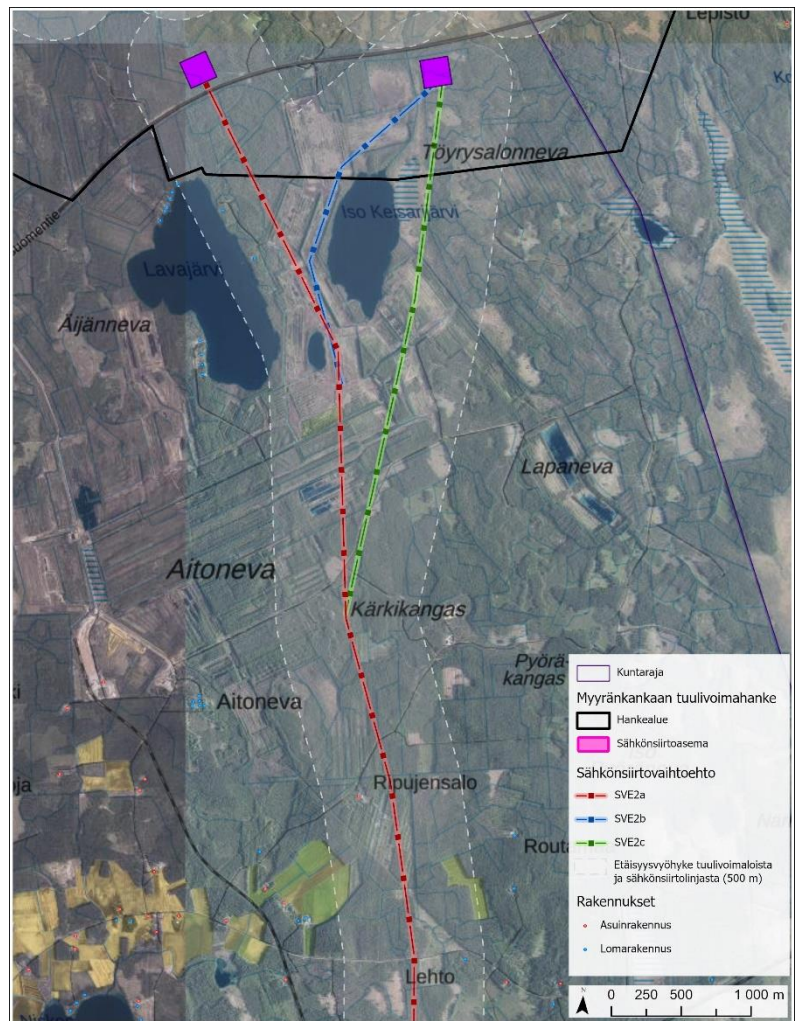 Lepistö
Töyrysalonneva
Iso Keisarijärvi
Lavajärvi
Äijänneva
Lapaneva
Aitoneva
Kärkikangas
Pyörä-
kangas
Aitoneva
Ripujensalo
Routa
Lehto
Kuntaraja
Myyränkankaan tuulivoimahanke
Hankealue
Sähkönsiirtoasema
Sähkönsiirtovaihtoehto
SVE2a
SVE2b
SVE2c
Etäisyysvyöhyke tuulivoimaloista
ja sähkönsiirtolinjasta (500 m)
Rakennukset
Asuinrakennus
Lomarakennus
N
0 250 500 1 000 m